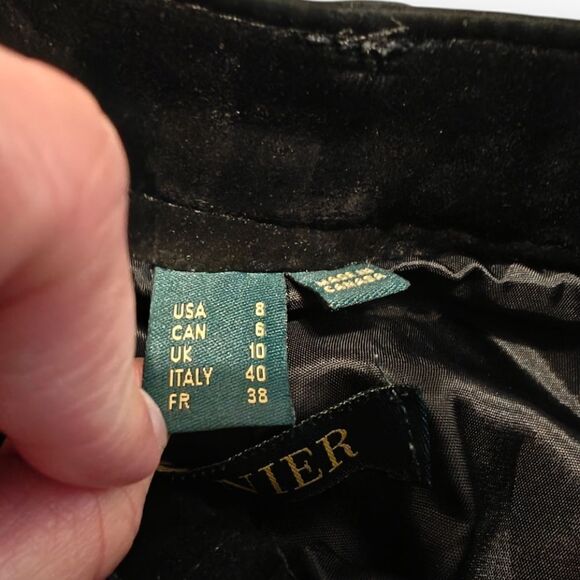 USA 8
CAN 6
UK 10
ITALY 40
FR 38
MADE IN
CANADA
NIER